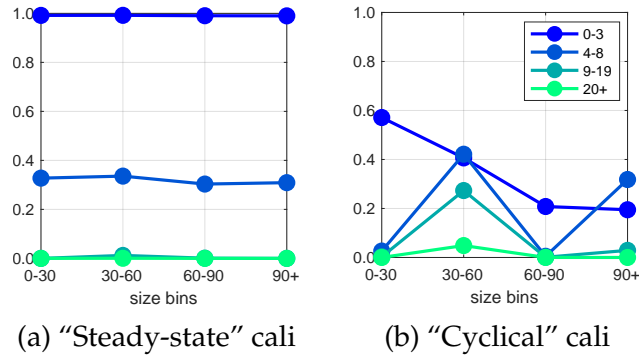 1.0
0.8
0.6
0.4
0.2
0.0
0-30 30-60 60-90 90+
size bins
(a) “Steady-state” cali
1.0
0.8
0.6
0.4
0.2
0.0
0-30 30-60 60-90 90+
size bins
0-3
4-8
9-19
20+
(b) “Cyclical” cali